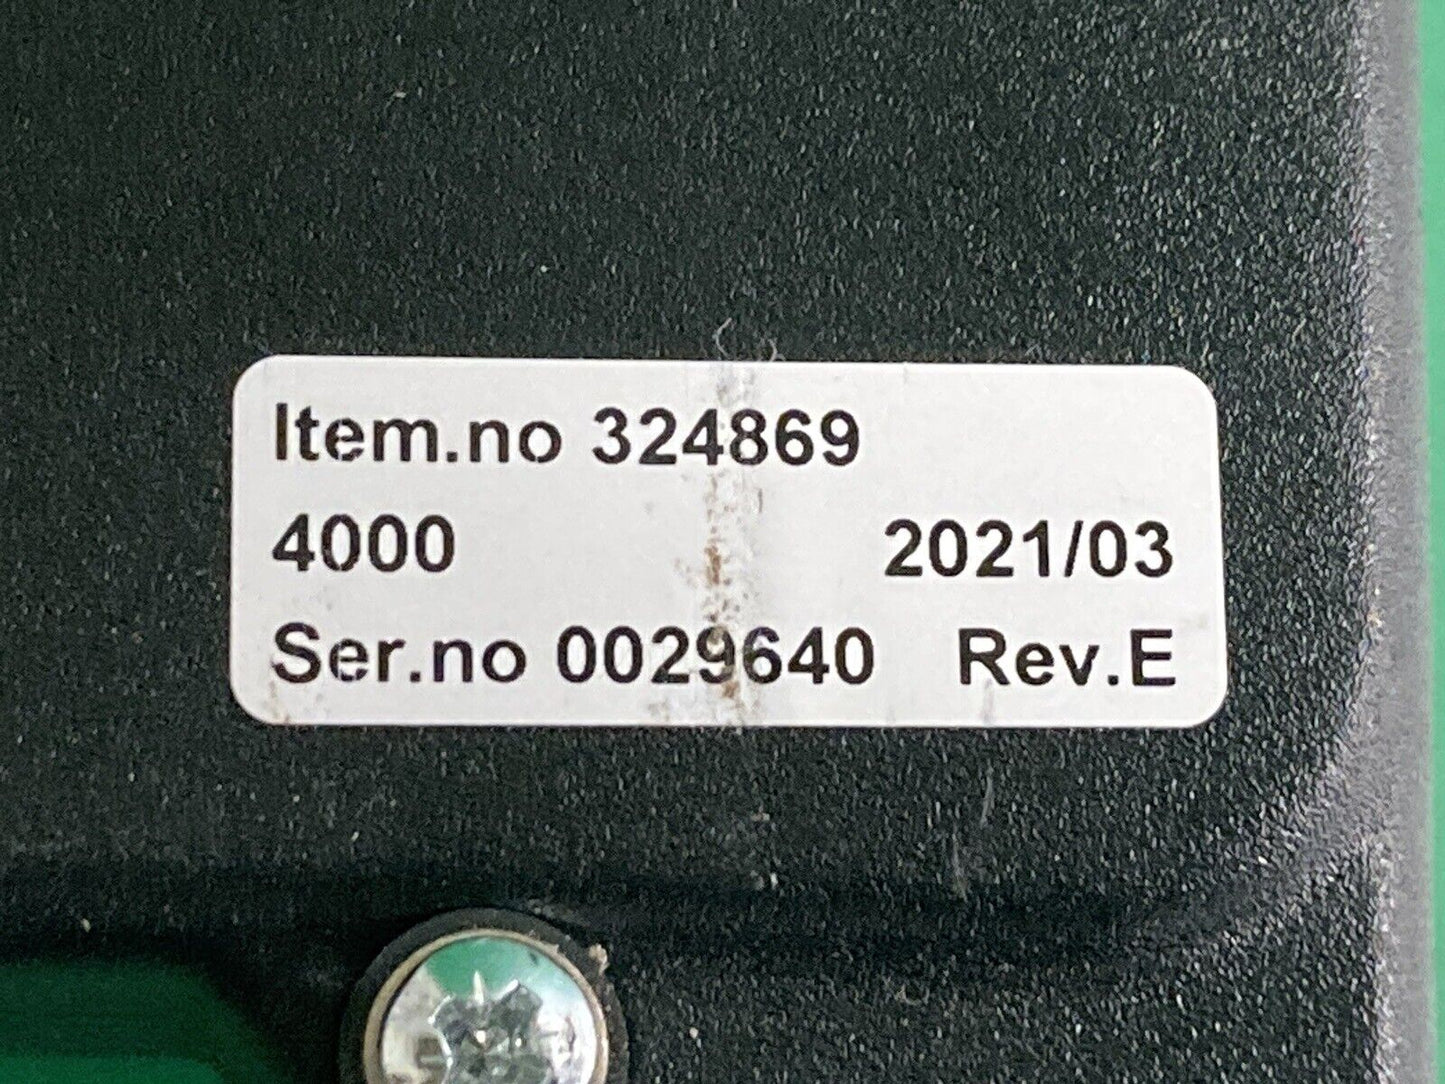 Item.no 324869
4000 2021/03
Ser.no 0029640 Rev.E